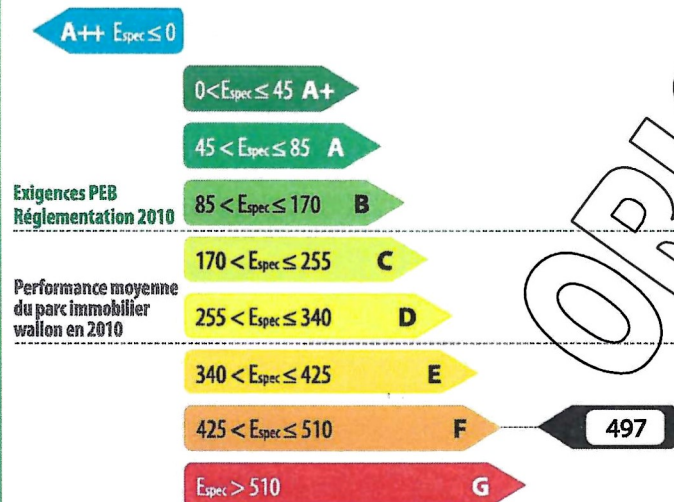 A++ Espec ≤ 0
0 < Espec ≤ 45 A+
45 < Espec ≤ 85 A
Exigences PEB
Réglementation 2010
85 < Espec ≤ 170 B
170 < Espec ≤ 255 C
Performance moyenne
du parc immobilier
wallon en 2010
255 < Espec ≤ 340 D
340 < Espec ≤ 425 E
425 < Espec ≤ 510 F
497
Espec > 510 G